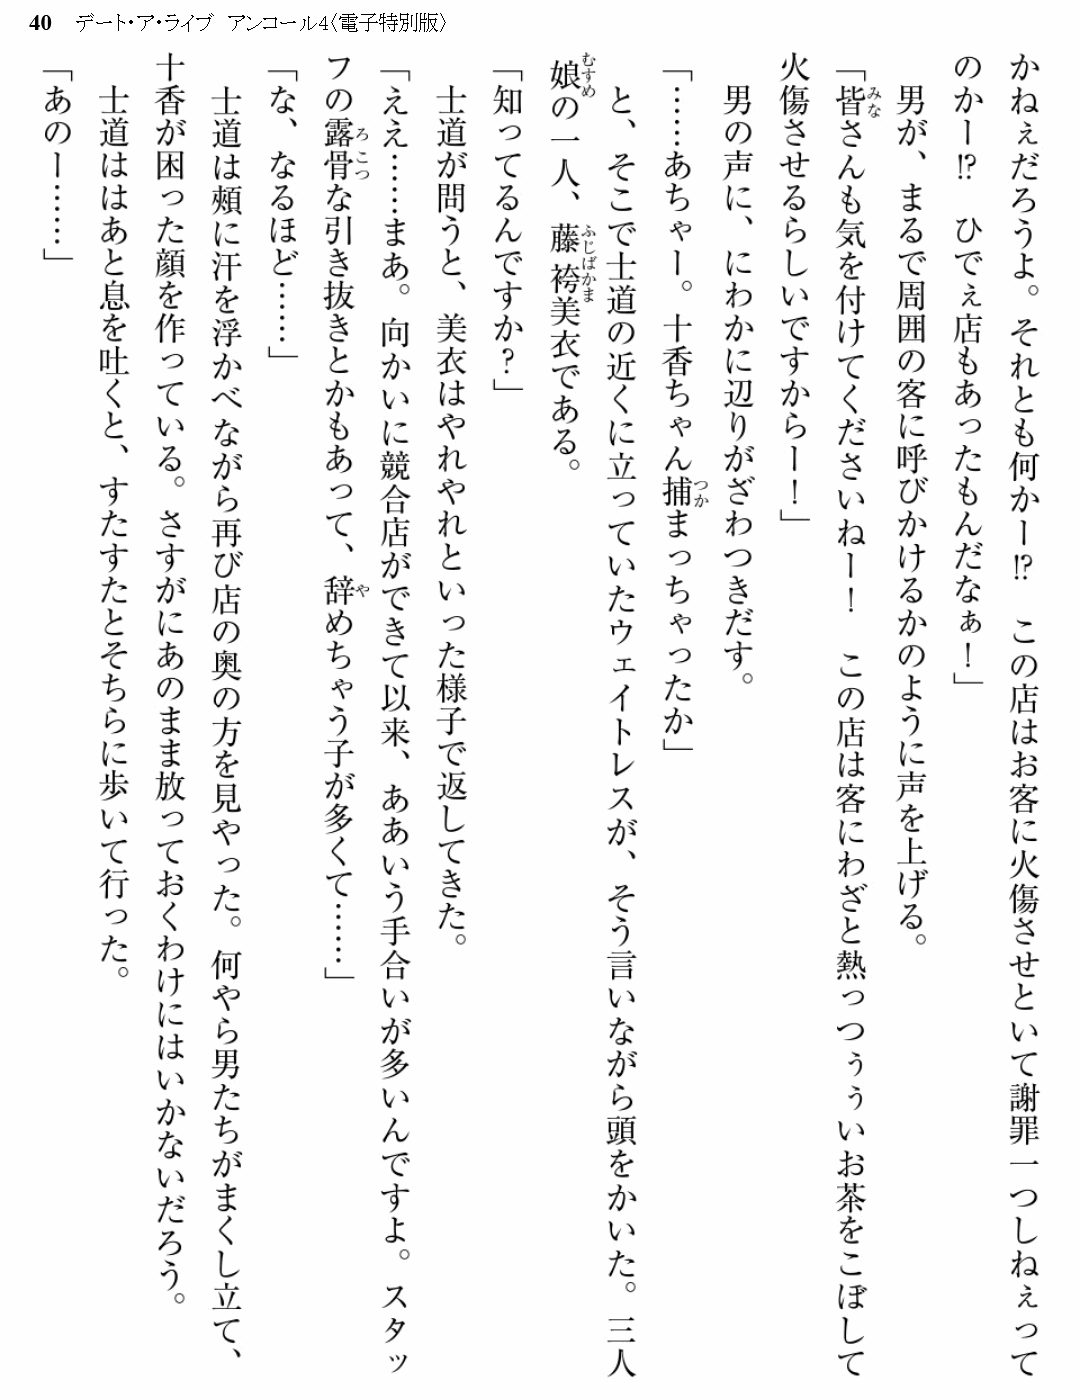 40 デート・ア・ライブ　アンコール4〈電子特別版〉
かねぇだろうよ。それとも何かー!?　この店はお客に火傷させといて謝罪一つしねぇって
のかー!?　ひでぇ店もあったもんだなぁ！」
　男が、まるで周囲の客に呼びかけるかのように声を上げる。
「皆さんも気を付けてくださいねー！　この店は客にわざと熱っつぅぅいお茶をこぼして
火傷させるらしいですからー！」
　男の声に、にわかに辺りがざわつきだす。
「……あちゃー。十香ちゃん捕まっちゃったか」
　と、そこで士道の近くに立っていたウェイトレスが、そう言いながら頭をかいた。三人
娘の一人、藤袴美衣である。
「知ってるんですか？」
　士道が問うと、美衣はやれやれといった様子で返してきた。
「ええ……まあ。向かいに競合店ができて以来、ああいう手合いが多いんですよ。スタッ
フの露骨な引き抜きとかもあって、辞めちゃう子が多くて……」
「な、なるほど……」
　士道は頰に汗を浮かべながら再び店の奥の方を見やった。何やら男たちがまくし立て、
十香が困った顔を作っている。さすがにあのまま放っておくわけにはいかないだろう。
　士道ははあと息を吐くと、すたすたとそちらに歩いて行った。
「あのー……」